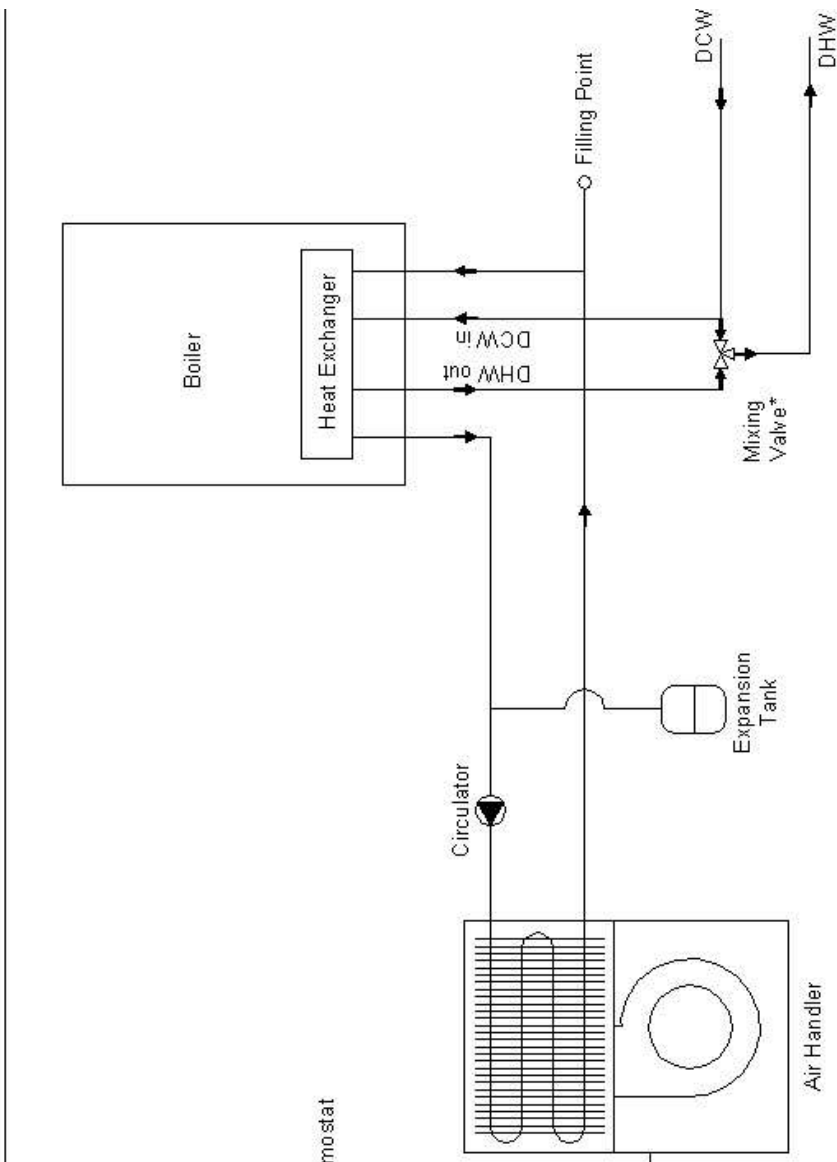 Boiler
Heat Exchanger
DCW in
DHW out
Filling Point
DCW
DHW
Mixing
Valve*
Circulator
Expansion
Tank
Air Handler
mostat